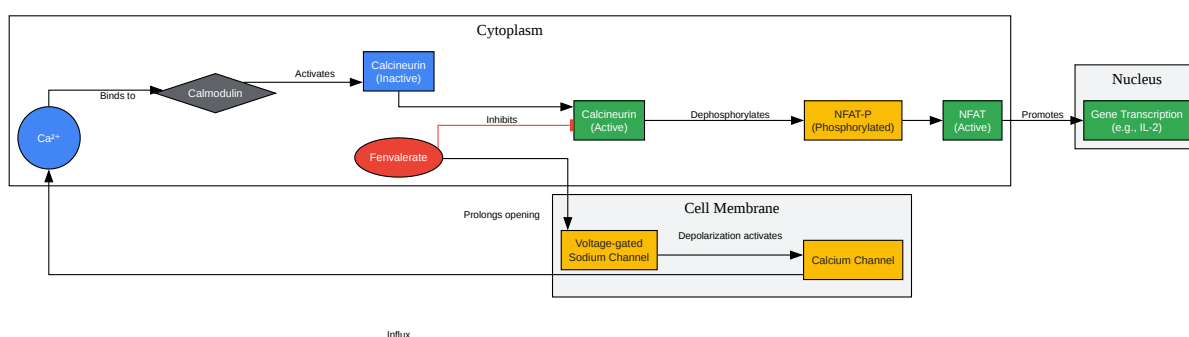 Cytoplasm
Calcineurin
(Inactive)
Activates
Calmodulin
Binds to
Ca²⁺
Inhibits
Fenvalerate
Calcineurin
(Active)
Dephosphorylates
NFAT-P
(Phosphorylated)
NFAT
(Active)
Promotes
Nucleus
Gene Transcription
(e.g., IL-2)
Cell Membrane
Prolongs opening
Voltage-gated
Sodium Channel
Depolarization activates
Calcium Channel
Influx